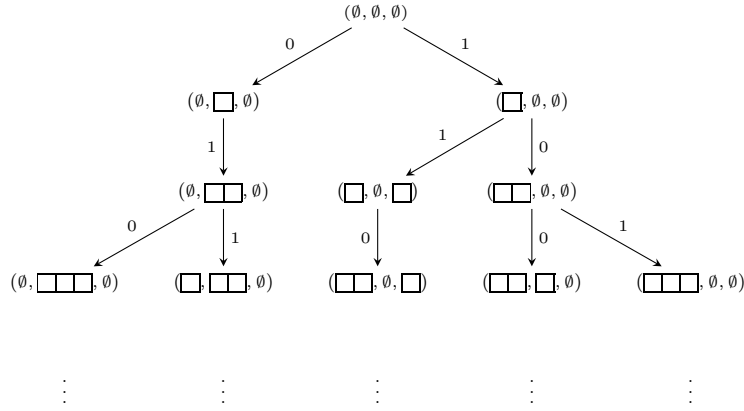 (∅, ∅, ∅)
0 1
(∅, □, ∅) (□, ∅, ∅)
1 1 0
(∅, □□, ∅) (□, ∅, □) (□□, ∅, ∅)
0 1 0 0 1
(∅, □□□, ∅) (□, □□, ∅) (□□, ∅, □) (□□, □, ∅) (□□□, ∅, ∅)
⋮ ⋮ ⋮ ⋮ ⋮